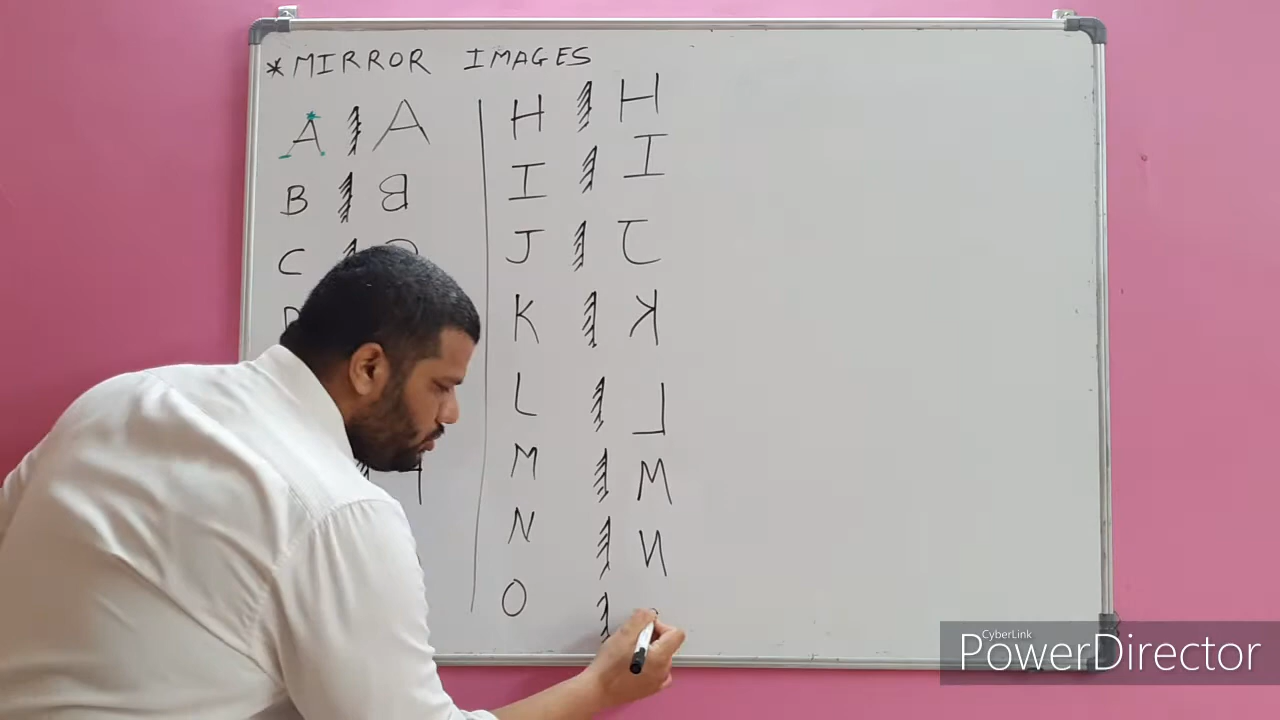 * MIRROR IMAGES
A A
B B
C
H H
I I
J J
K K
L L
M M
N N
O
CyberLink
PowerDirector